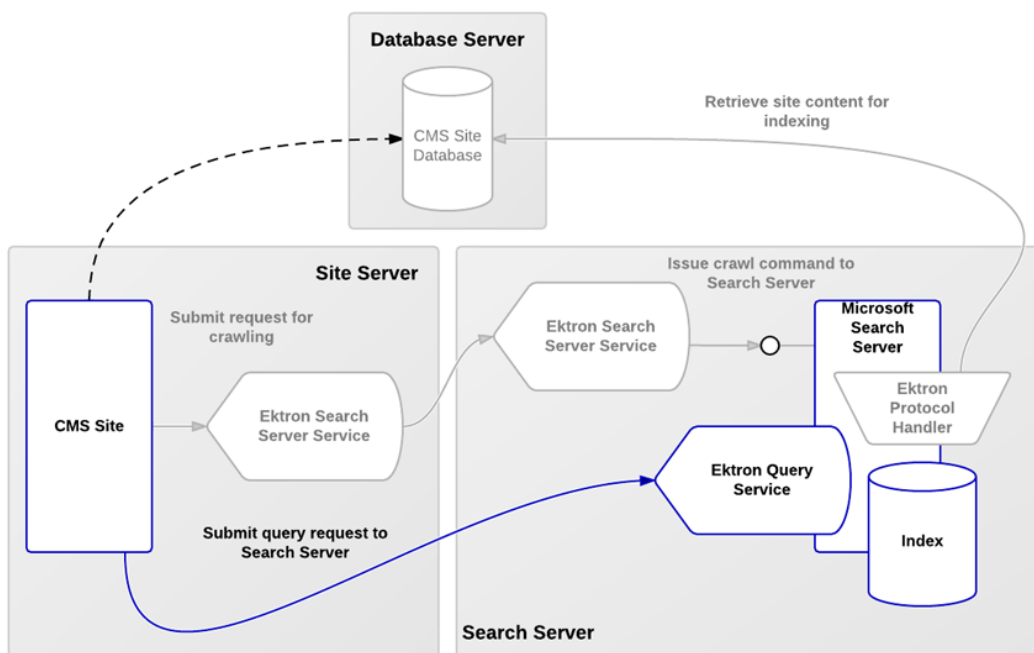 Database Server
CMS Site
Database
Retrieve site content for
indexing
Site Server
Submit request for
crawling
CMS Site
Ektron Search
Server Service
Submit query request to
Search Server
Issue crawl command to
Search Server
Ektron Search
Server Service
Microsoft
Search
Server
Ektron
Protocol
Handler
Ektron Query
Service
Index
Search Server